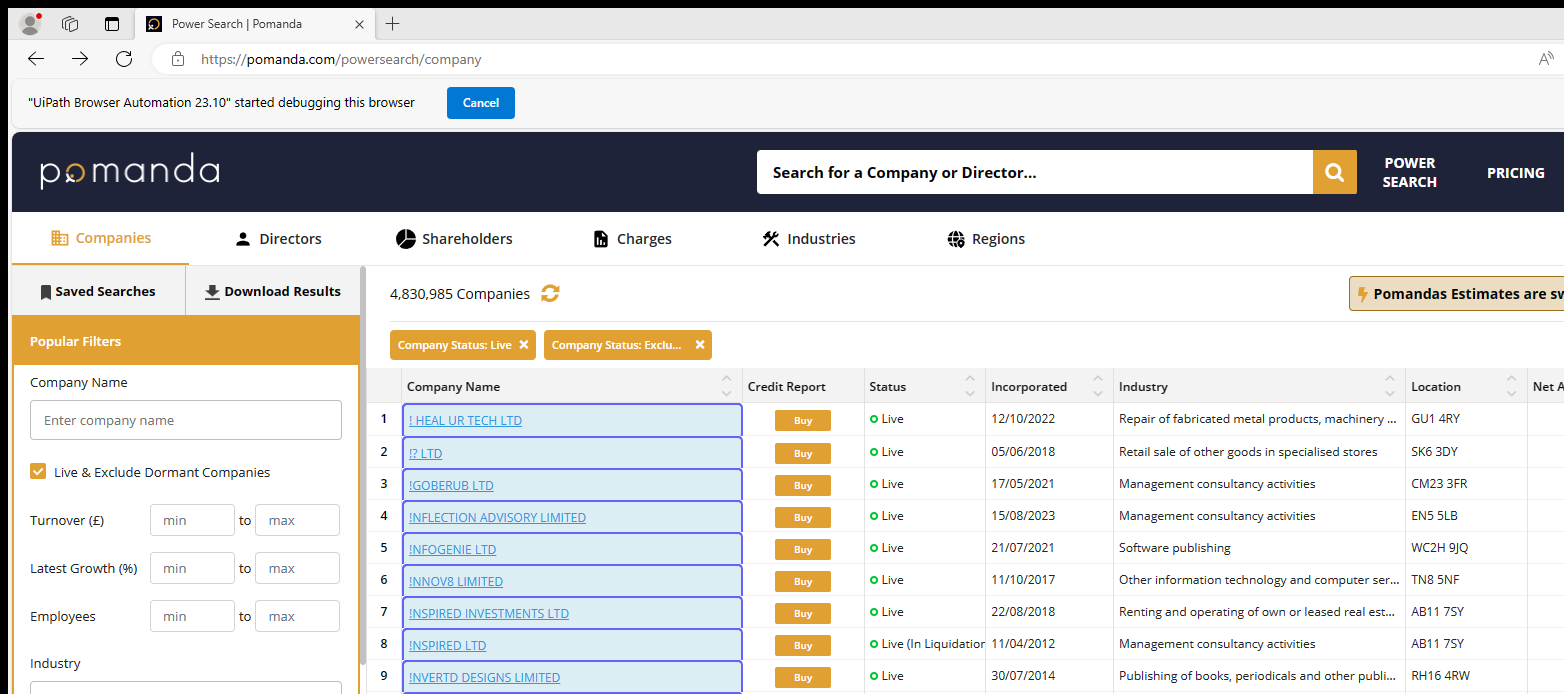 Power Search | Pomanda
https://pomanda.com/powersearch/company
"UiPath Browser Automation 23.10" started debugging this browser Cancel
pomanda Search for a Company or Director... POWER SEARCH PRICING
Companies Directors Shareholders Charges Industries Regions
Saved Searches Download Results
4,830,985 Companies Pomandas Estimates are sw
Popular Filters
Company Name
Enter company name
Live & Exclude Dormant Companies
Turnover (£) min to max
Latest Growth (%) min to max
Employees min to max
Industry
Company Status: Live Company Status: Exclu...
Company Name Credit Report Status Incorporated Industry Location Net A
1 ! HEAL UR TECH LTD Buy Live 12/10/2022 Repair of fabricated metal products, machinery ... GU1 4RY
2 !? LTD Buy Live 05/06/2018 Retail sale of other goods in specialised stores SK6 3DY
3 !GOBERUB LTD Buy Live 17/05/2021 Management consultancy activities CM23 3FR
4 !NFLECTION ADVISORY LIMITED Buy Live 15/08/2023 Management consultancy activities EN5 5LB
5 !NFOGENIE LTD Buy Live 21/07/2021 Software publishing WC2H 9JQ
6 !NNOV8 LIMITED Buy Live 11/10/2017 Other information technology and computer ser... TN8 5NF
7 !NSPIRED INVESTMENTS LTD Buy Live 22/08/2018 Renting and operating of own or leased real est... AB11 7SY
8 !NSPIRED LTD Buy Live (In Liquidation 11/04/2012 Management consultancy activities AB11 7SY
9 !NVERTD DESIGNS LIMITED Buy Live 30/07/2014 Publishing of books, periodicals and other publi... RH16 4RW